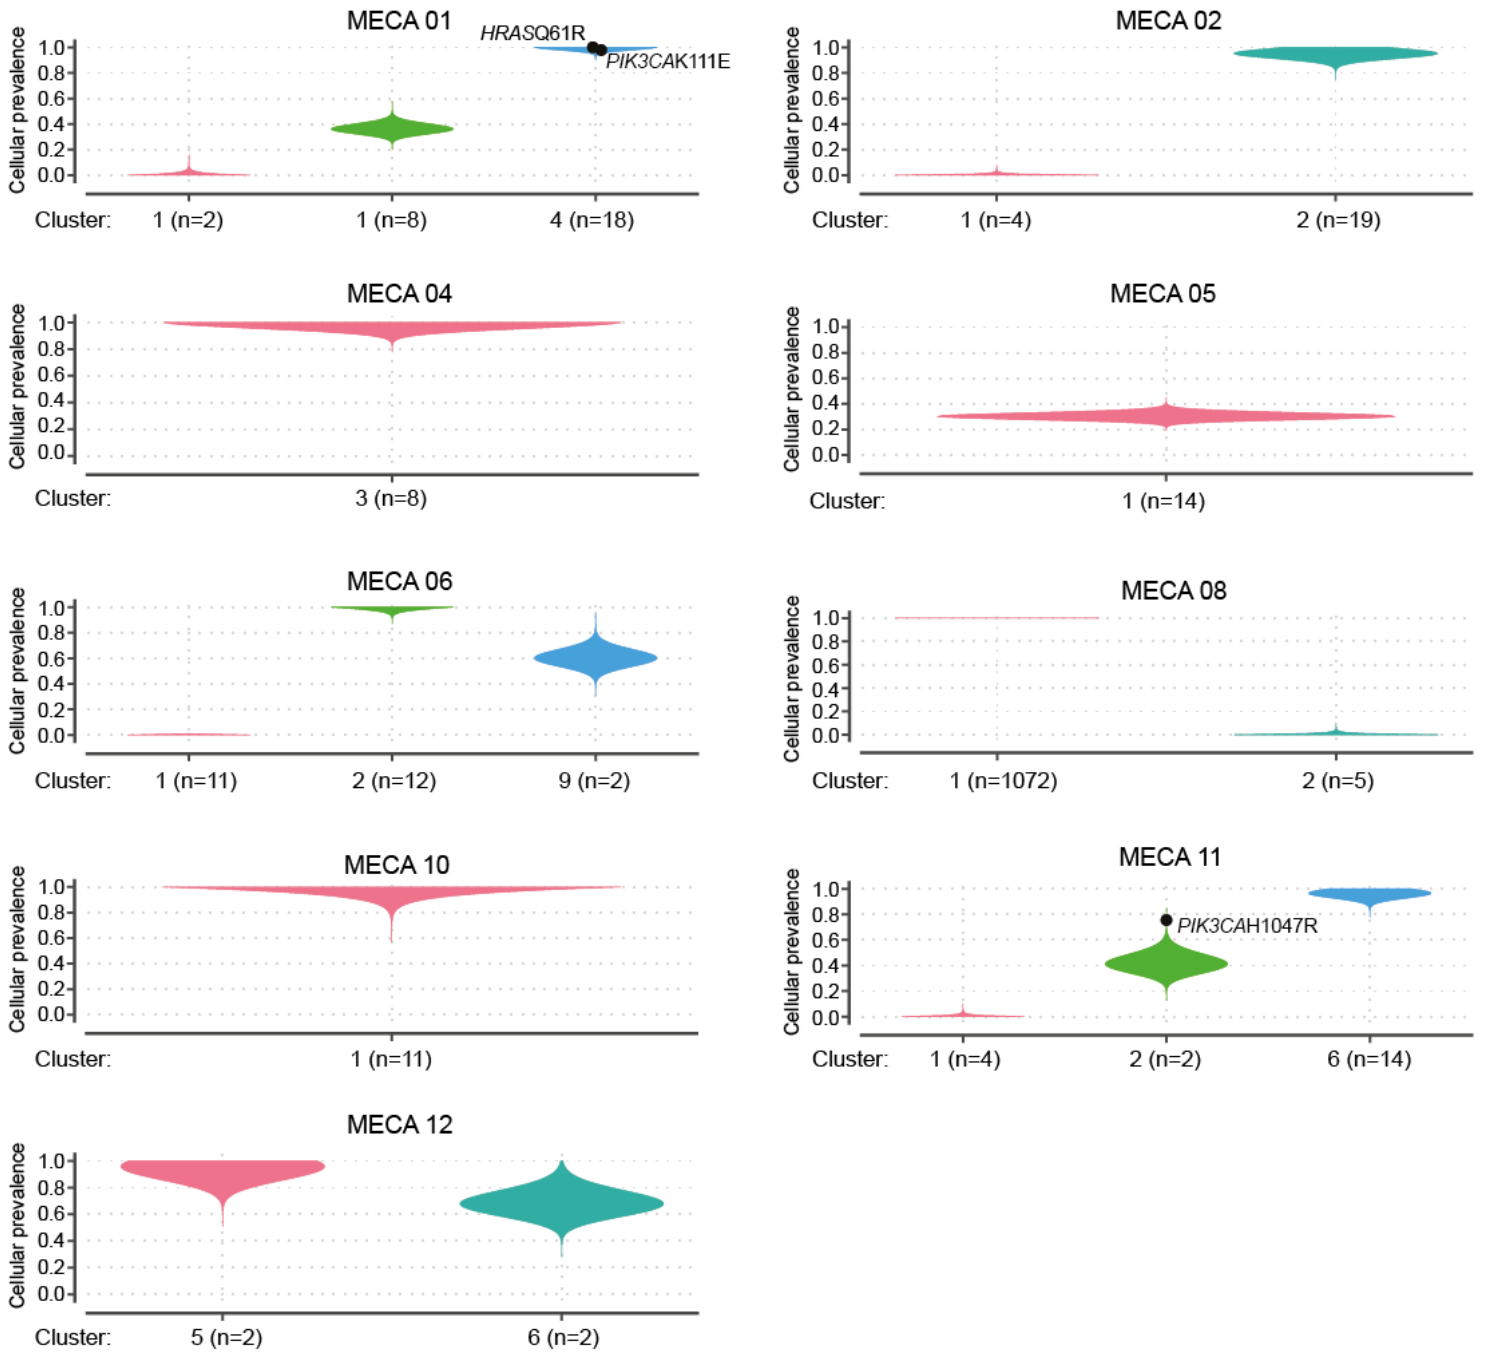 MECA 01
Cellular prevalence
1.0
0.8
0.6
0.4
0.2
0.0
HRASQ61R
PIK3CAK111E
Cluster: 1 (n=2) 1 (n=8) 4 (n=18)
MECA 02
Cellular prevalence
1.0
0.8
0.6
0.4
0.2
0.0
Cluster: 1 (n=4) 2 (n=19)
MECA 04
Cellular prevalence
1.0
0.8
0.6
0.4
0.2
0.0
Cluster: 3 (n=8)
MECA 05
Cellular prevalence
1.0
0.8
0.6
0.4
0.2
0.0
Cluster: 1 (n=14)
MECA 06
Cellular prevalence
1.0
0.8
0.6
0.4
0.2
0.0
Cluster: 1 (n=11) 2 (n=12) 9 (n=2)
MECA 08
Cellular prevalence
1.0
0.8
0.6
0.4
0.2
0.0
Cluster: 1 (n=1072) 2 (n=5)
MECA 10
Cellular prevalence
1.0
0.8
0.6
0.4
0.2
0.0
Cluster: 1 (n=11)
MECA 11
Cellular prevalence
1.0
0.8
0.6
0.4
0.2
0.0
PIK3CAH1047R
Cluster: 1 (n=4) 2 (n=2) 6 (n=14)
MECA 12
Cellular prevalence
1.0
0.8
0.6
0.4
0.2
0.0
Cluster: 5 (n=2) 6 (n=2)